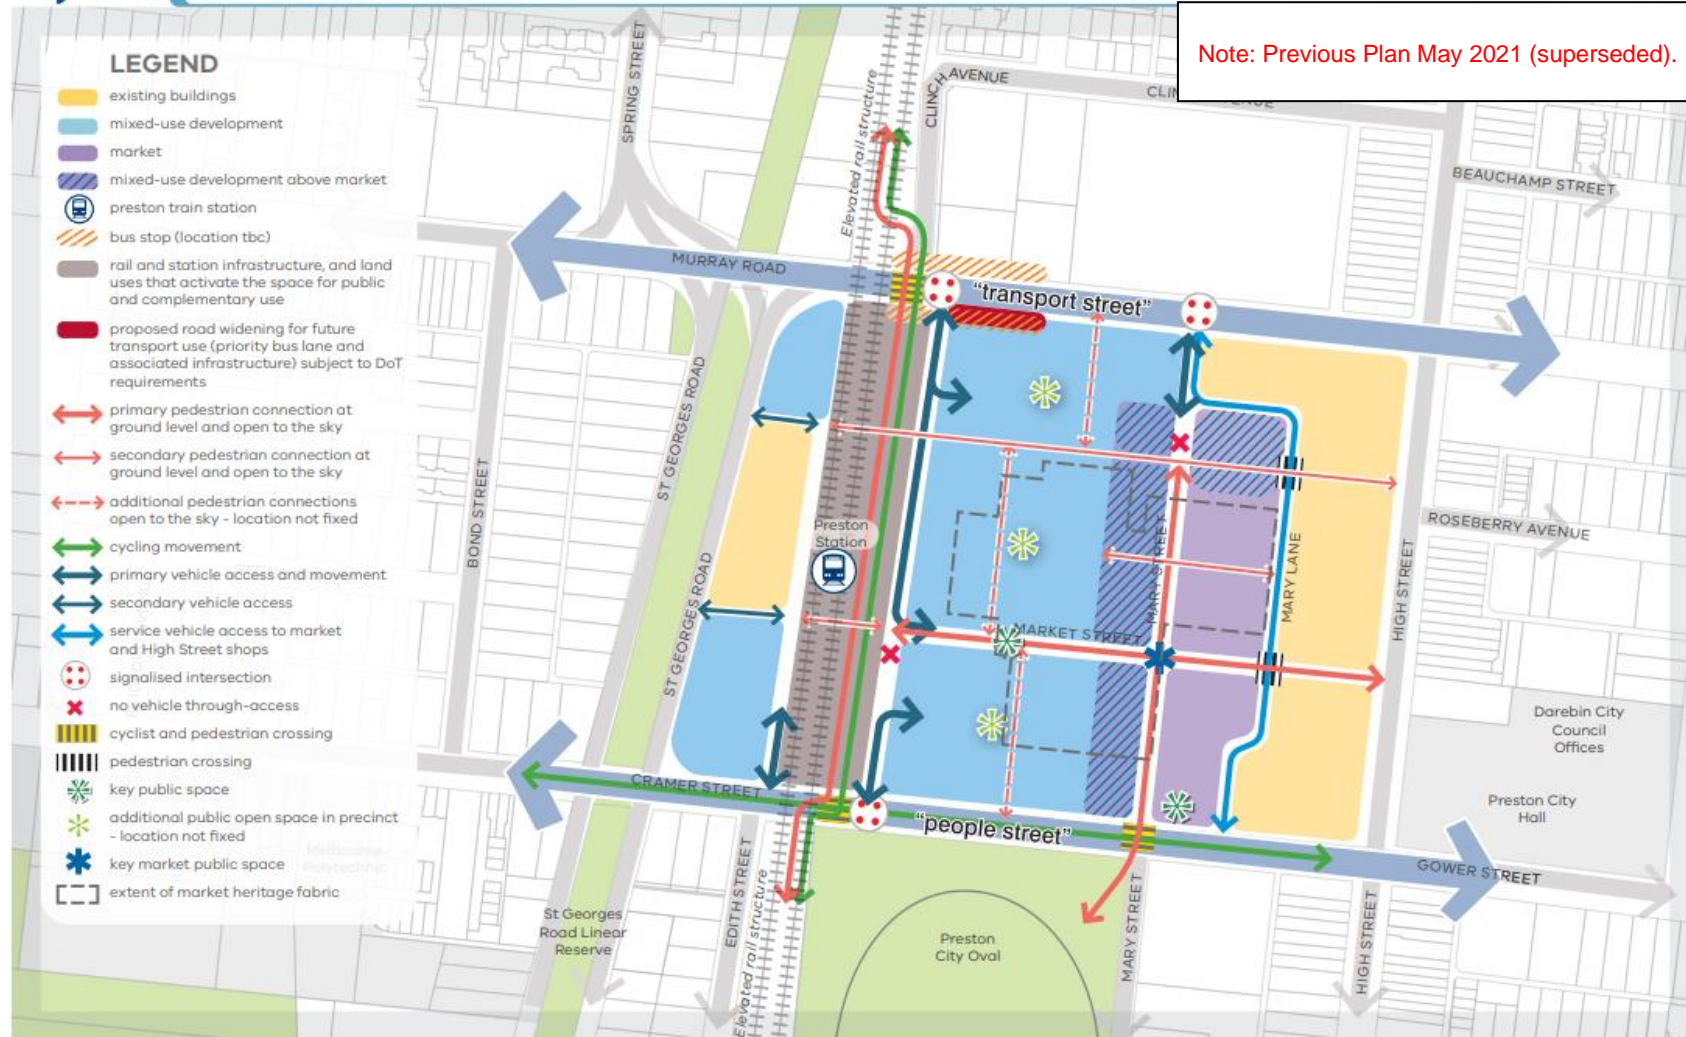 Note: Previous Plan May 2021 (superseded).
LEGEND
existing buildings
mixed-use development
market
mixed-use development above market
preston train station
bus stop (location tbc)
rail and station infrastructure, and land
uses that activate the space for public
and complementary use
proposed road widening for future
transport use (priority bus lane and
associated infrastructure) subject to DoT
requirements
primary pedestrian connection at
ground level and open to the sky
secondary pedestrian connection at
ground level and open to the sky
additional pedestrian connections
open to the sky - location not fixed
cycling movement
primary vehicle access and movement
secondary vehicle access
service vehicle access to market
and High Street shops
signalised intersection
no vehicle through-access
cyclist and pedestrian crossing
pedestrian crossing
key public space
additional public open space in precinct
- location not fixed
key market public space
extent of market heritage fabric
SPRING STREET
Elevated rail structure
CLINCH AVENUE
BEAUCHAMP STREET
MURRAY ROAD
"transport street"
ST GEORGES ROAD
BOND STREET
Preston
Station
MARY STREET
MARY LANE
HIGH STREET
ROSEBERRY AVENUE
ST GEORGES ROAD
MARKET STREET
Darebin City
Council
Offices
Preston City
Hall
CRAMER STREET
"people street"
GOWER STREET
EDITH STREET
Elevated rail structure
St Georges
Road Linear
Reserve
Preston
City Oval
MARY STREET
HIGH STREET